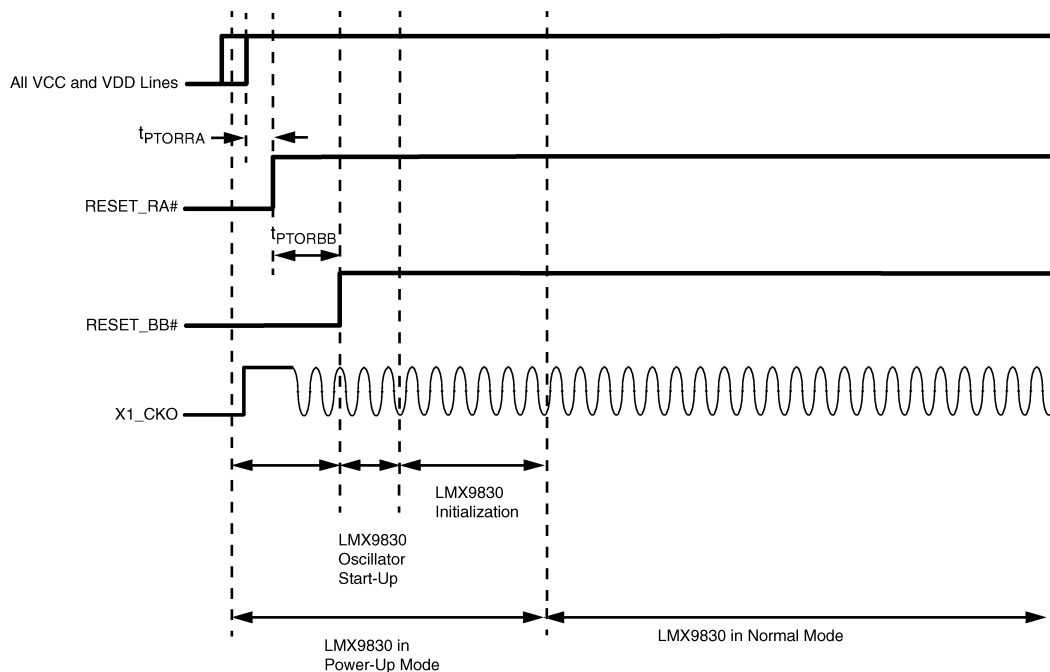 All VCC and VDD Lines
tPTORRA
RESET_RA#
tPTORBB
RESET_BB#
X1_CKO
LMX9830
Initialization
LMX9830
Oscillator
Start-Up
LMX9830 in
Power-Up Mode
LMX9830 in Normal Mode